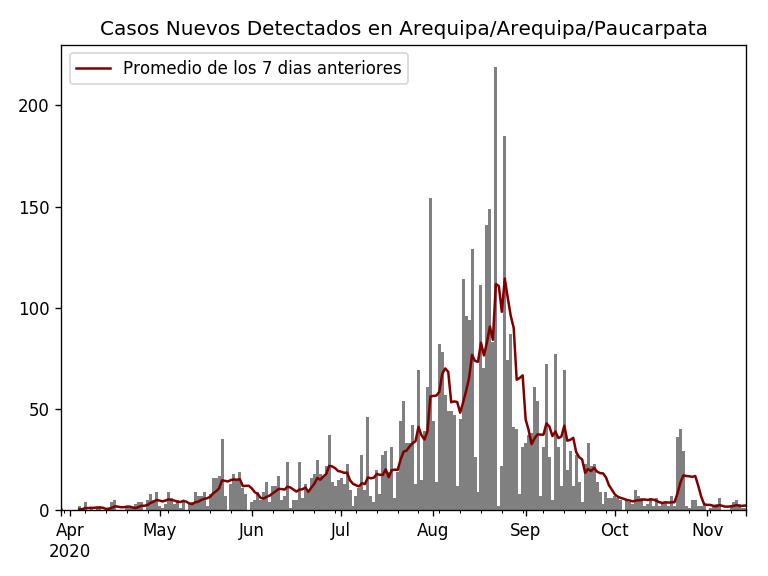 Casos Nuevos Detectados en Arequipa/Arequipa/Paucarpata
Promedio de los 7 dias anteriores
200
150
100
50
0
Apr May Jun Jul Aug Sep Oct Nov
2020